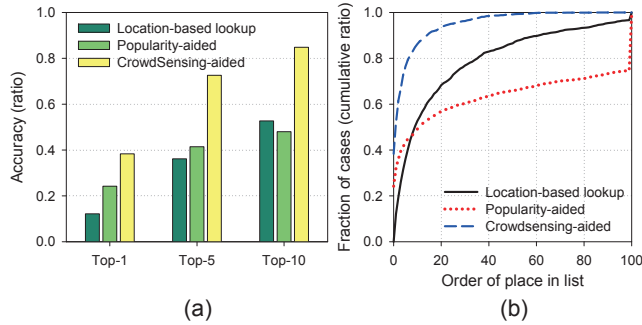 Accuracy (ratio)
1.0
0.8
0.6
0.4
0.2
0.0
Location-based lookup
Popularity-aided
CrowdSensing-aided
Top-1
Top-5
Top-10
(a)
Fraction of cases (cumulative ratio)
1.0
0.8
0.6
0.4
0.2
0.0
Location-based lookup
Popularity-aided
Crowdsensing-aided
0
20
40
60
80
100
Order of place in list
(b)